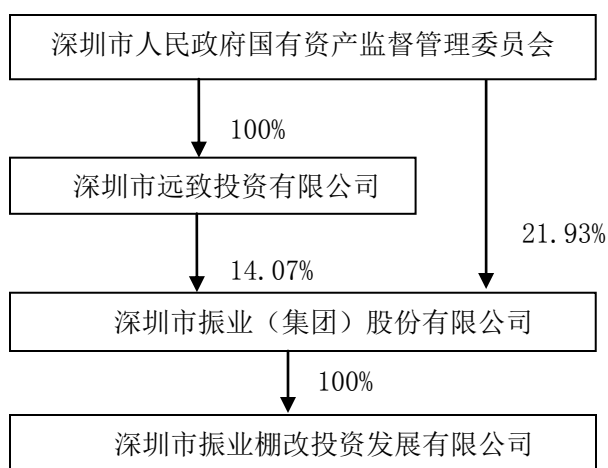 深圳市人民政府国有资产监督管理委员会
100%
深圳市远致投资有限公司
21.93%
14.07%
深圳市振业（集团）股份有限公司
100%
深圳市振业棚改投资发展有限公司